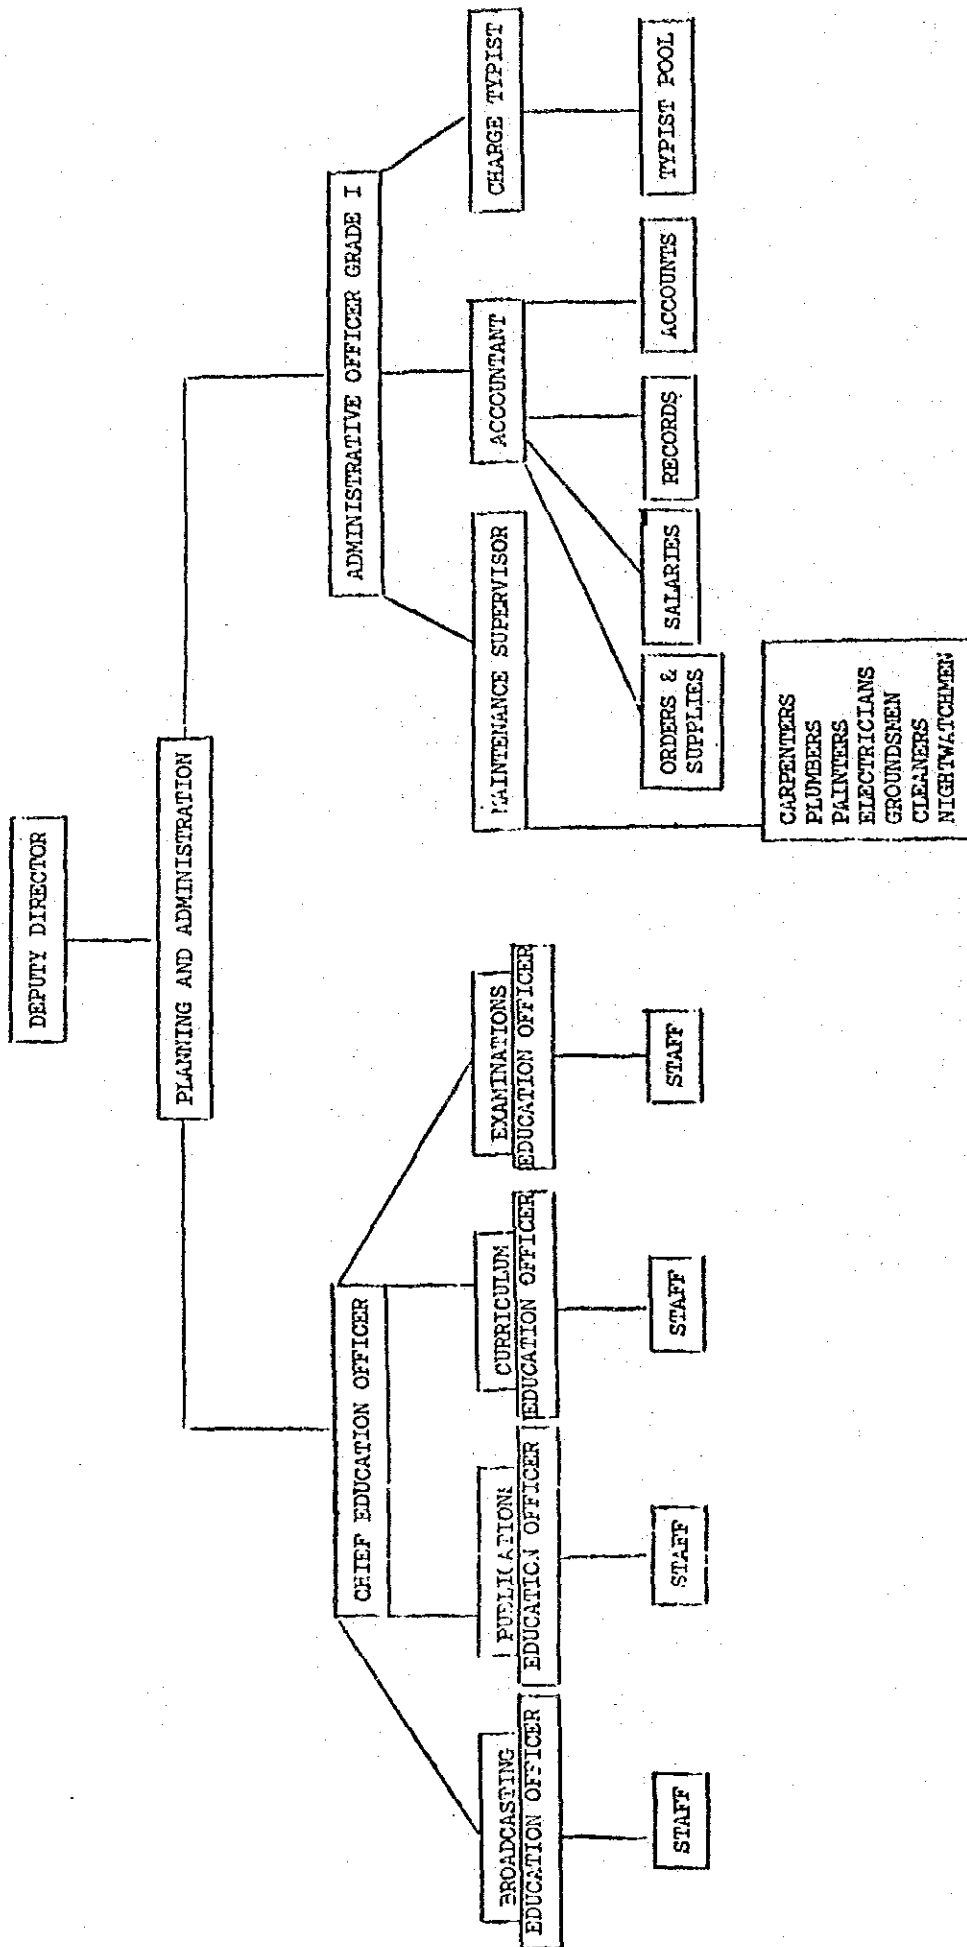 DEPUTY DIRECTOR
PLANNING AND ADMINISTRATION
CHIEF EDUCATION OFFICER
ADMINISTRATIVE OFFICER GRADE I
BROADCASTING
EDUCATION OFFICER
PUBLICATIONS
EDUCATION OFFICER
CURRICULUM
EDUCATION OFFICER
EXAMINATIONS
EDUCATION OFFICER
MAINTENANCE SUPERVISOR
ACCOUNTANT
CHARGE TYPIST
STAFF
STAFF
STAFF
STAFF
ORDERS &
SUPPLIES
SALARIES
RECORDS
ACCOUNTS
TYPIST POOL
CARPENTERS
PLUMBERS
PAINTERS
ELECTRICIANS
GROUNDSMEN
CLEANERS
NIGHTWATCHMEN